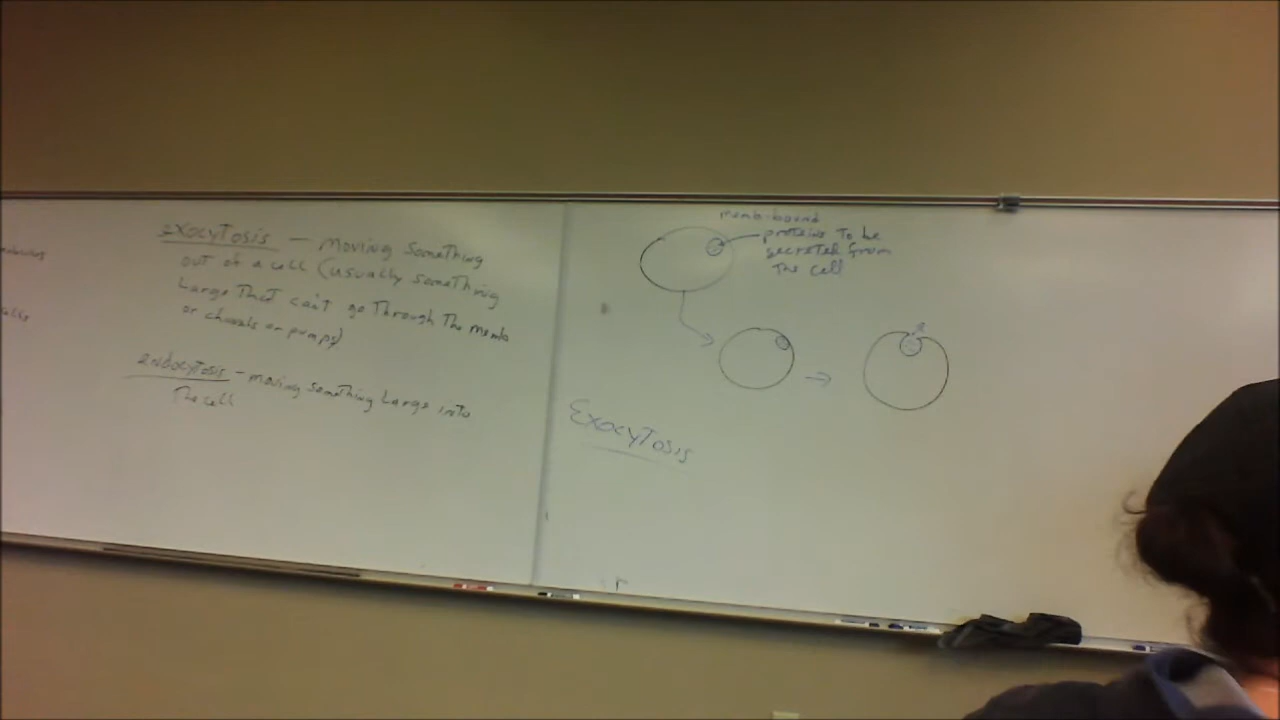 Exocytosis - moving something
out of a cell (usually something
Large That can't go Through The memb
or channels or pumps)
Endocytosis - moving something Large into
The cell
memb-bound
proteins To be
secreted from
The cell
Exocytosis